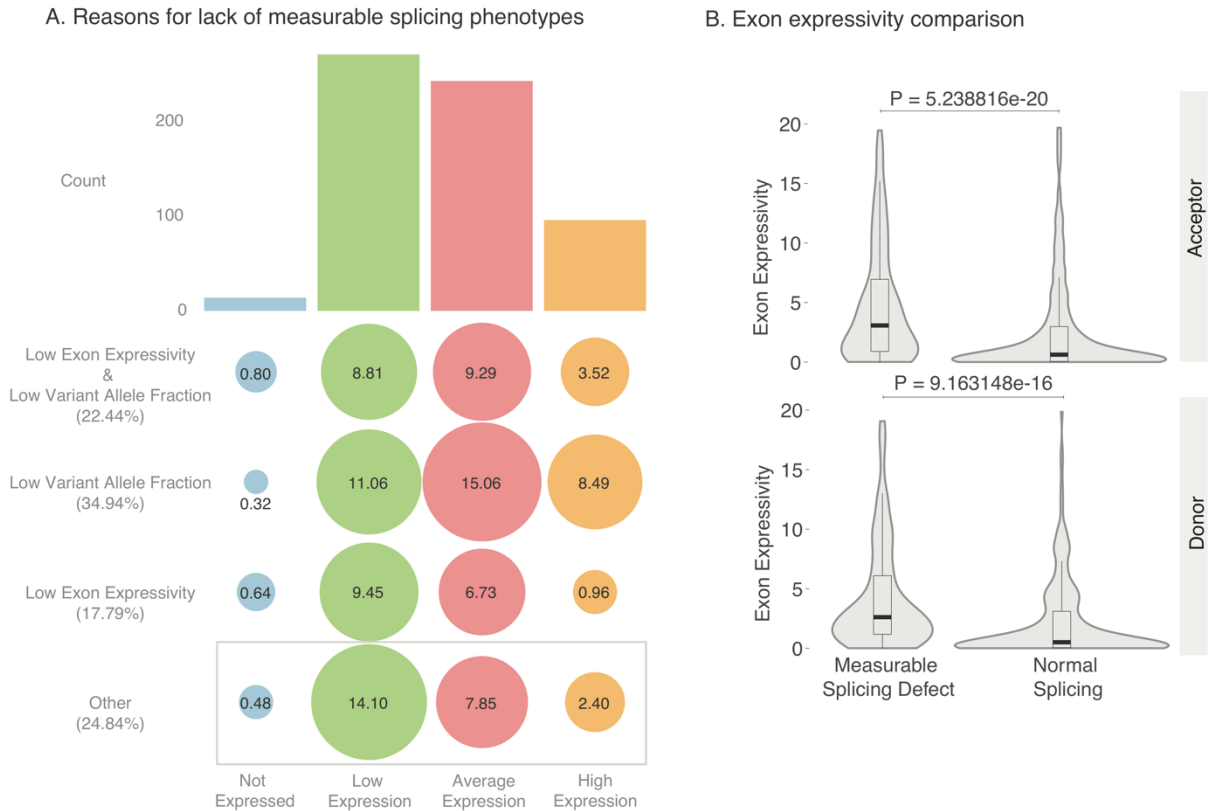 A. Reasons for lack of measurable splicing phenotypes
200
Count
100
0
Low Exon Expressivity
&
Low Variant Allele Fraction
(22.44%)
0.80
8.81
9.29
3.52
Low Variant Allele Fraction
(34.94%)
0.32
11.06
15.06
8.49
Low Exon Expressivity
(17.79%)
0.64
9.45
6.73
0.96
Other
(24.84%)
0.48
14.10
7.85
2.40
Not
Expressed
Low
Expression
Average
Expression
High
Expression
B. Exon expressivity comparison
P = 5.238816e-20
20
15
10
5
0
Exon Expressivity
Acceptor
P = 9.163148e-16
20
15
10
5
0
Exon Expressivity
Donor
Measurable
Splicing Defect
Normal
Splicing